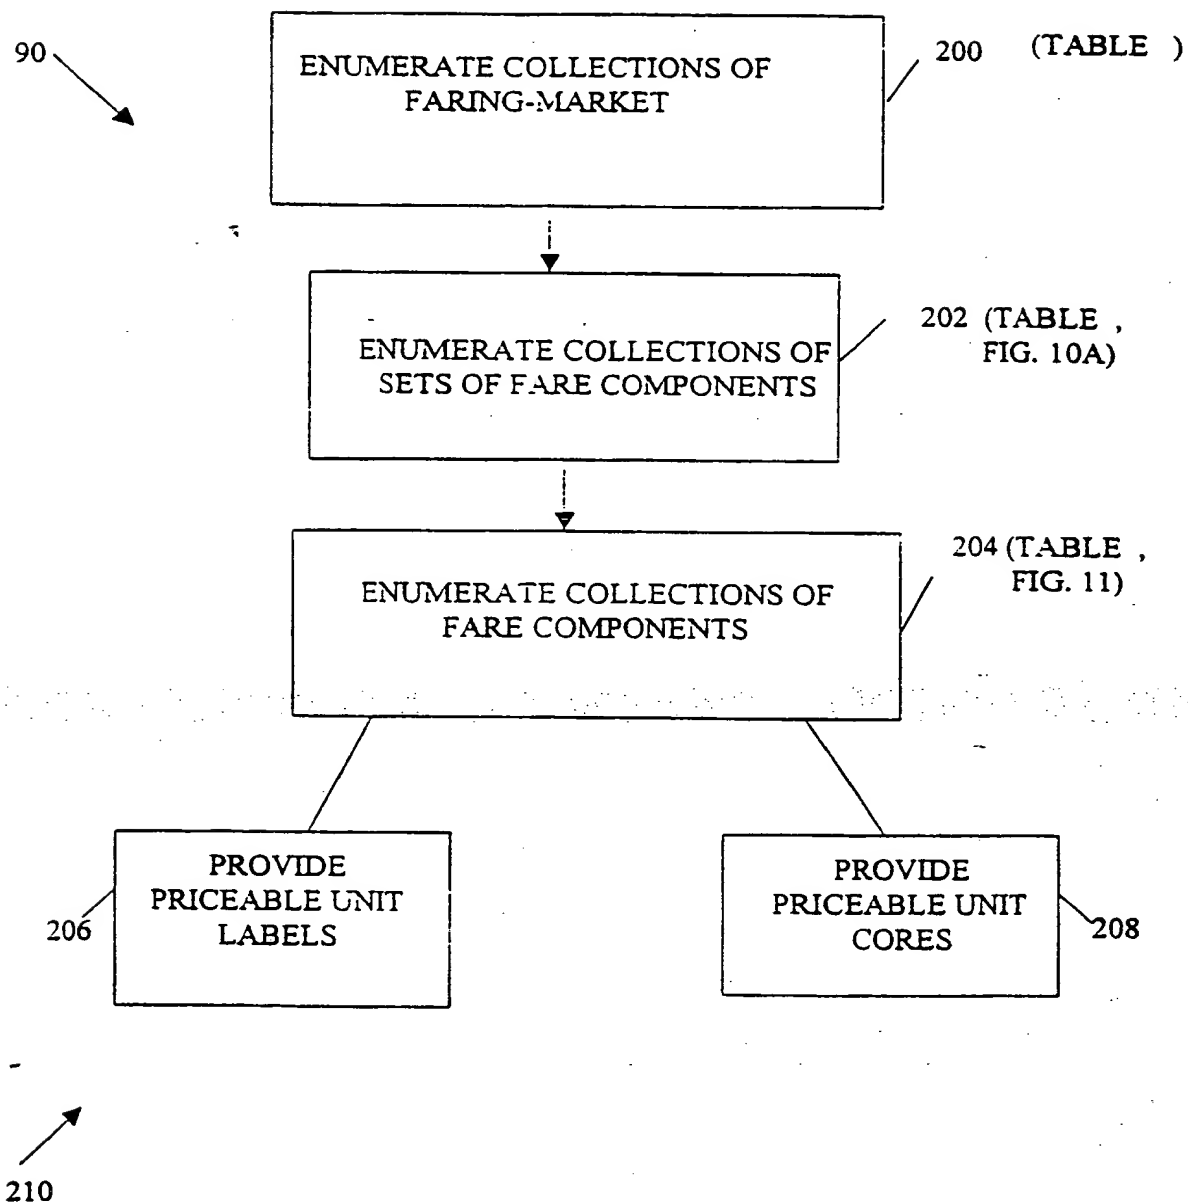 90
ENUMERATE COLLECTIONS OF
FARING-MARKET
200 (TABLE )
ENUMERATE COLLECTIONS OF
SETS OF FARE COMPONENTS
202 (TABLE ,
FIG. 10A)
ENUMERATE COLLECTIONS OF
FARE COMPONENTS
204 (TABLE ,
FIG. 11)
PROVIDE
PRICEABLE UNIT
LABELS
206
PROVIDE
PRICEABLE UNIT
CORES
208
210